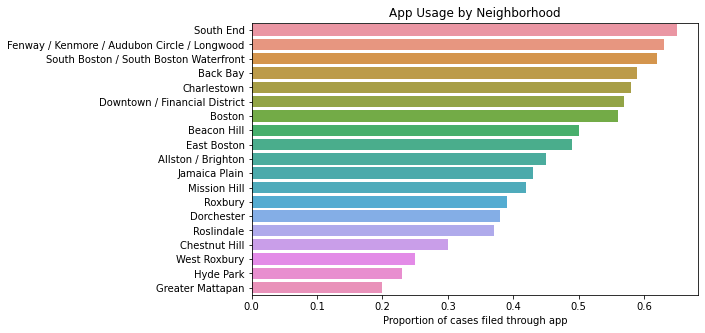 App Usage by Neighborhood
South End
Fenway / Kenmore / Audubon Circle / Longwood
South Boston / South Boston Waterfront
Back Bay
Charlestown
Downtown / Financial District
Boston
Beacon Hill
East Boston
Allston / Brighton
Jamaica Plain
Mission Hill
Roxbury
Dorchester
Roslindale
Chestnut Hill
West Roxbury
Hyde Park
Greater Mattapan
0.0 0.1 0.2 0.3 0.4 0.5 0.6
Proportion of cases filed through app